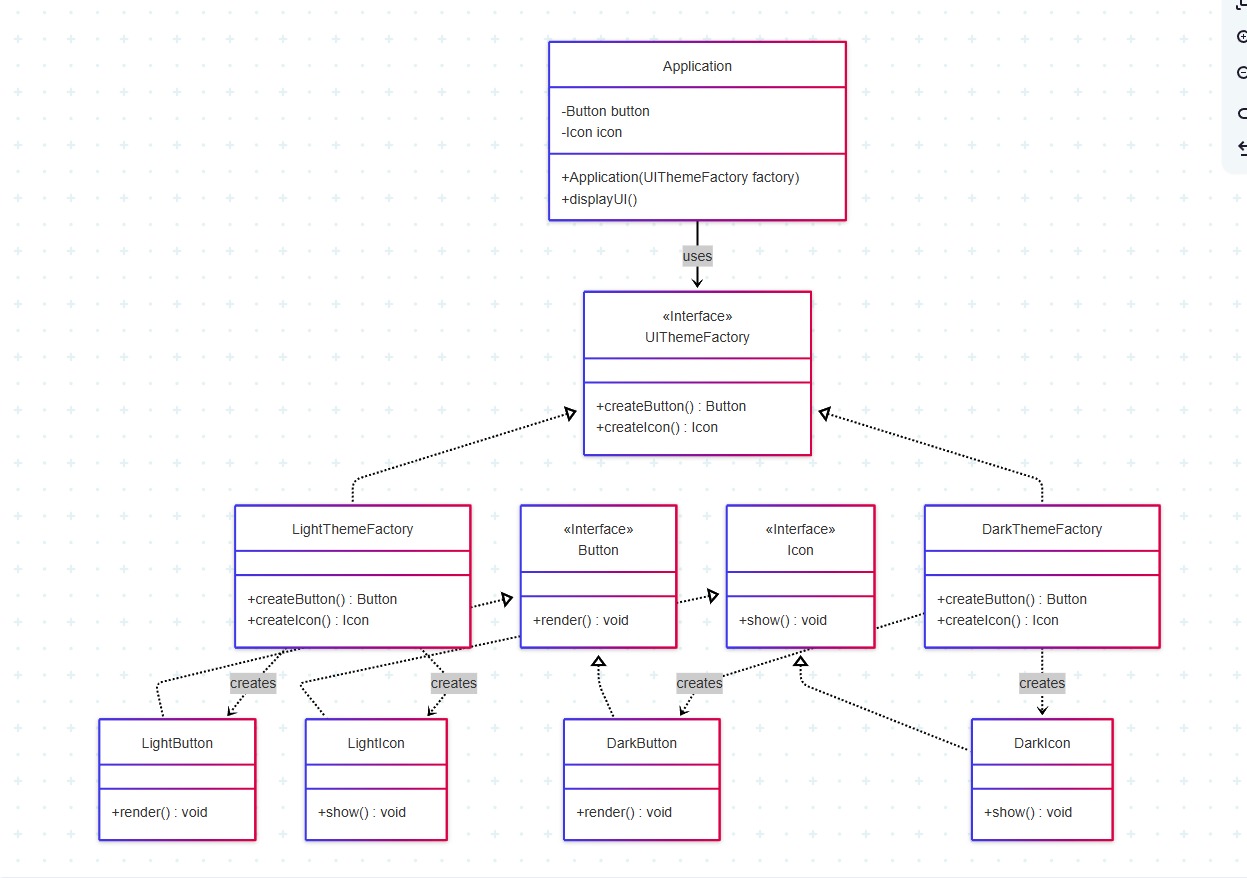 Application
-Button button
-Icon icon
+Application(UIThemeFactory factory)
+displayUI()
uses
«Interface»
UIThemeFactory
+createButton() : Button
+createIcon() : Icon
LightThemeFactory
+createButton() : Button
+createIcon() : Icon
«Interface»
Button
+render() : void
«Interface»
Icon
+show() : void
DarkThemeFactory
+createButton() : Button
+createIcon() : Icon
creates
creates
creates
creates
LightButton
+render() : void
LightIcon
+show() : void
DarkButton
+render() : void
DarkIcon
+show() : void